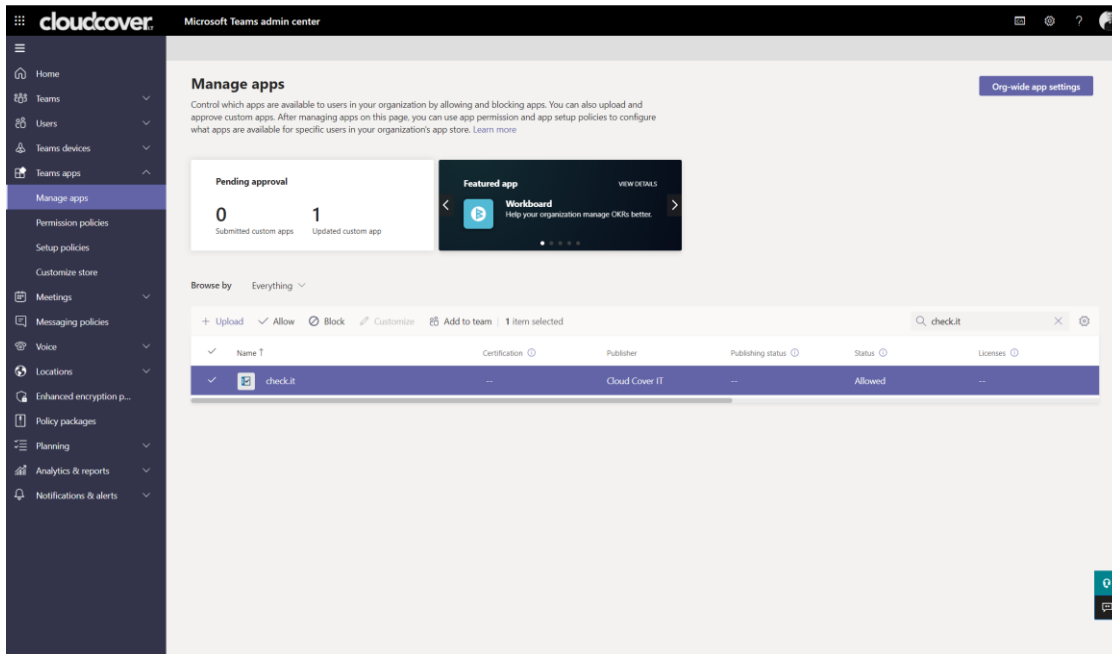 cloudcover.IT
Microsoft Teams admin center
?
Home
Teams
Users
Teams devices
Teams apps
Manage apps
Permission policies
Setup policies
Customize store
Meetings
Messaging policies
Voice
Locations
Enhanced encryption p...
Policy packages
Planning
Analytics & reports
Notifications & alerts
Manage apps
Org-wide app settings
Control which apps are available to users in your organization by allowing and blocking apps. You can also upload and
approve custom apps. After managing apps on this page, you can use app permission and app setup policies to configure
what apps are available for specific users in your organization's app store. Learn more
Pending approval
0
Submitted custom apps
1
Updated custom app
Featured app
VIEW DETAILS
Workboard
Help your organization manage OKRs better.
Browse by Everything
+ Upload Allow Block Customize Add to team | 1 item selected
check.it
Name ↑ Certification Publisher Publishing status Status Licenses
check.it -- Cloud Cover IT -- Allowed --